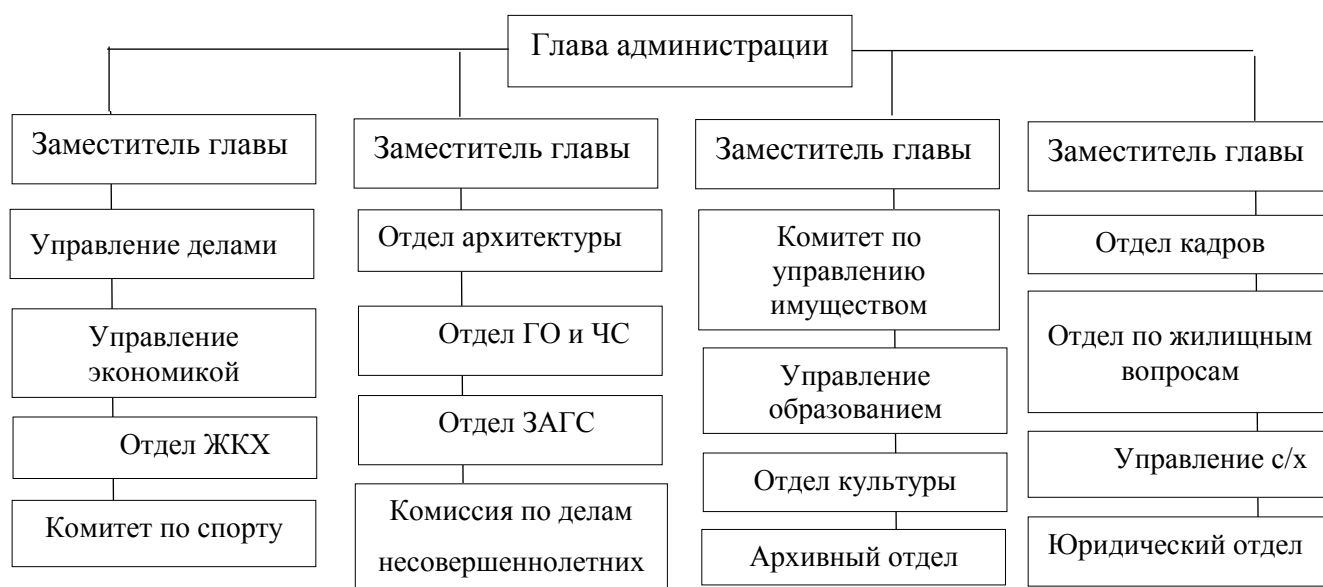 Глава администрации
Заместитель главы
Управление делами
Управление
экономикой
Отдел ЖКХ
Комитет по спорту
Заместитель главы
Отдел архитектуры
Отдел ГО и ЧС
Отдел ЗАГС
Комиссия по делам
несовершеннолетних
Заместитель главы
Комитет по
управлению
имуществом
Управление
образованием
Отдел культуры
Архивный отдел
Заместитель главы
Отдел кадров
Отдел по жилищным
вопросам
Управление с/х
Юридический отдел